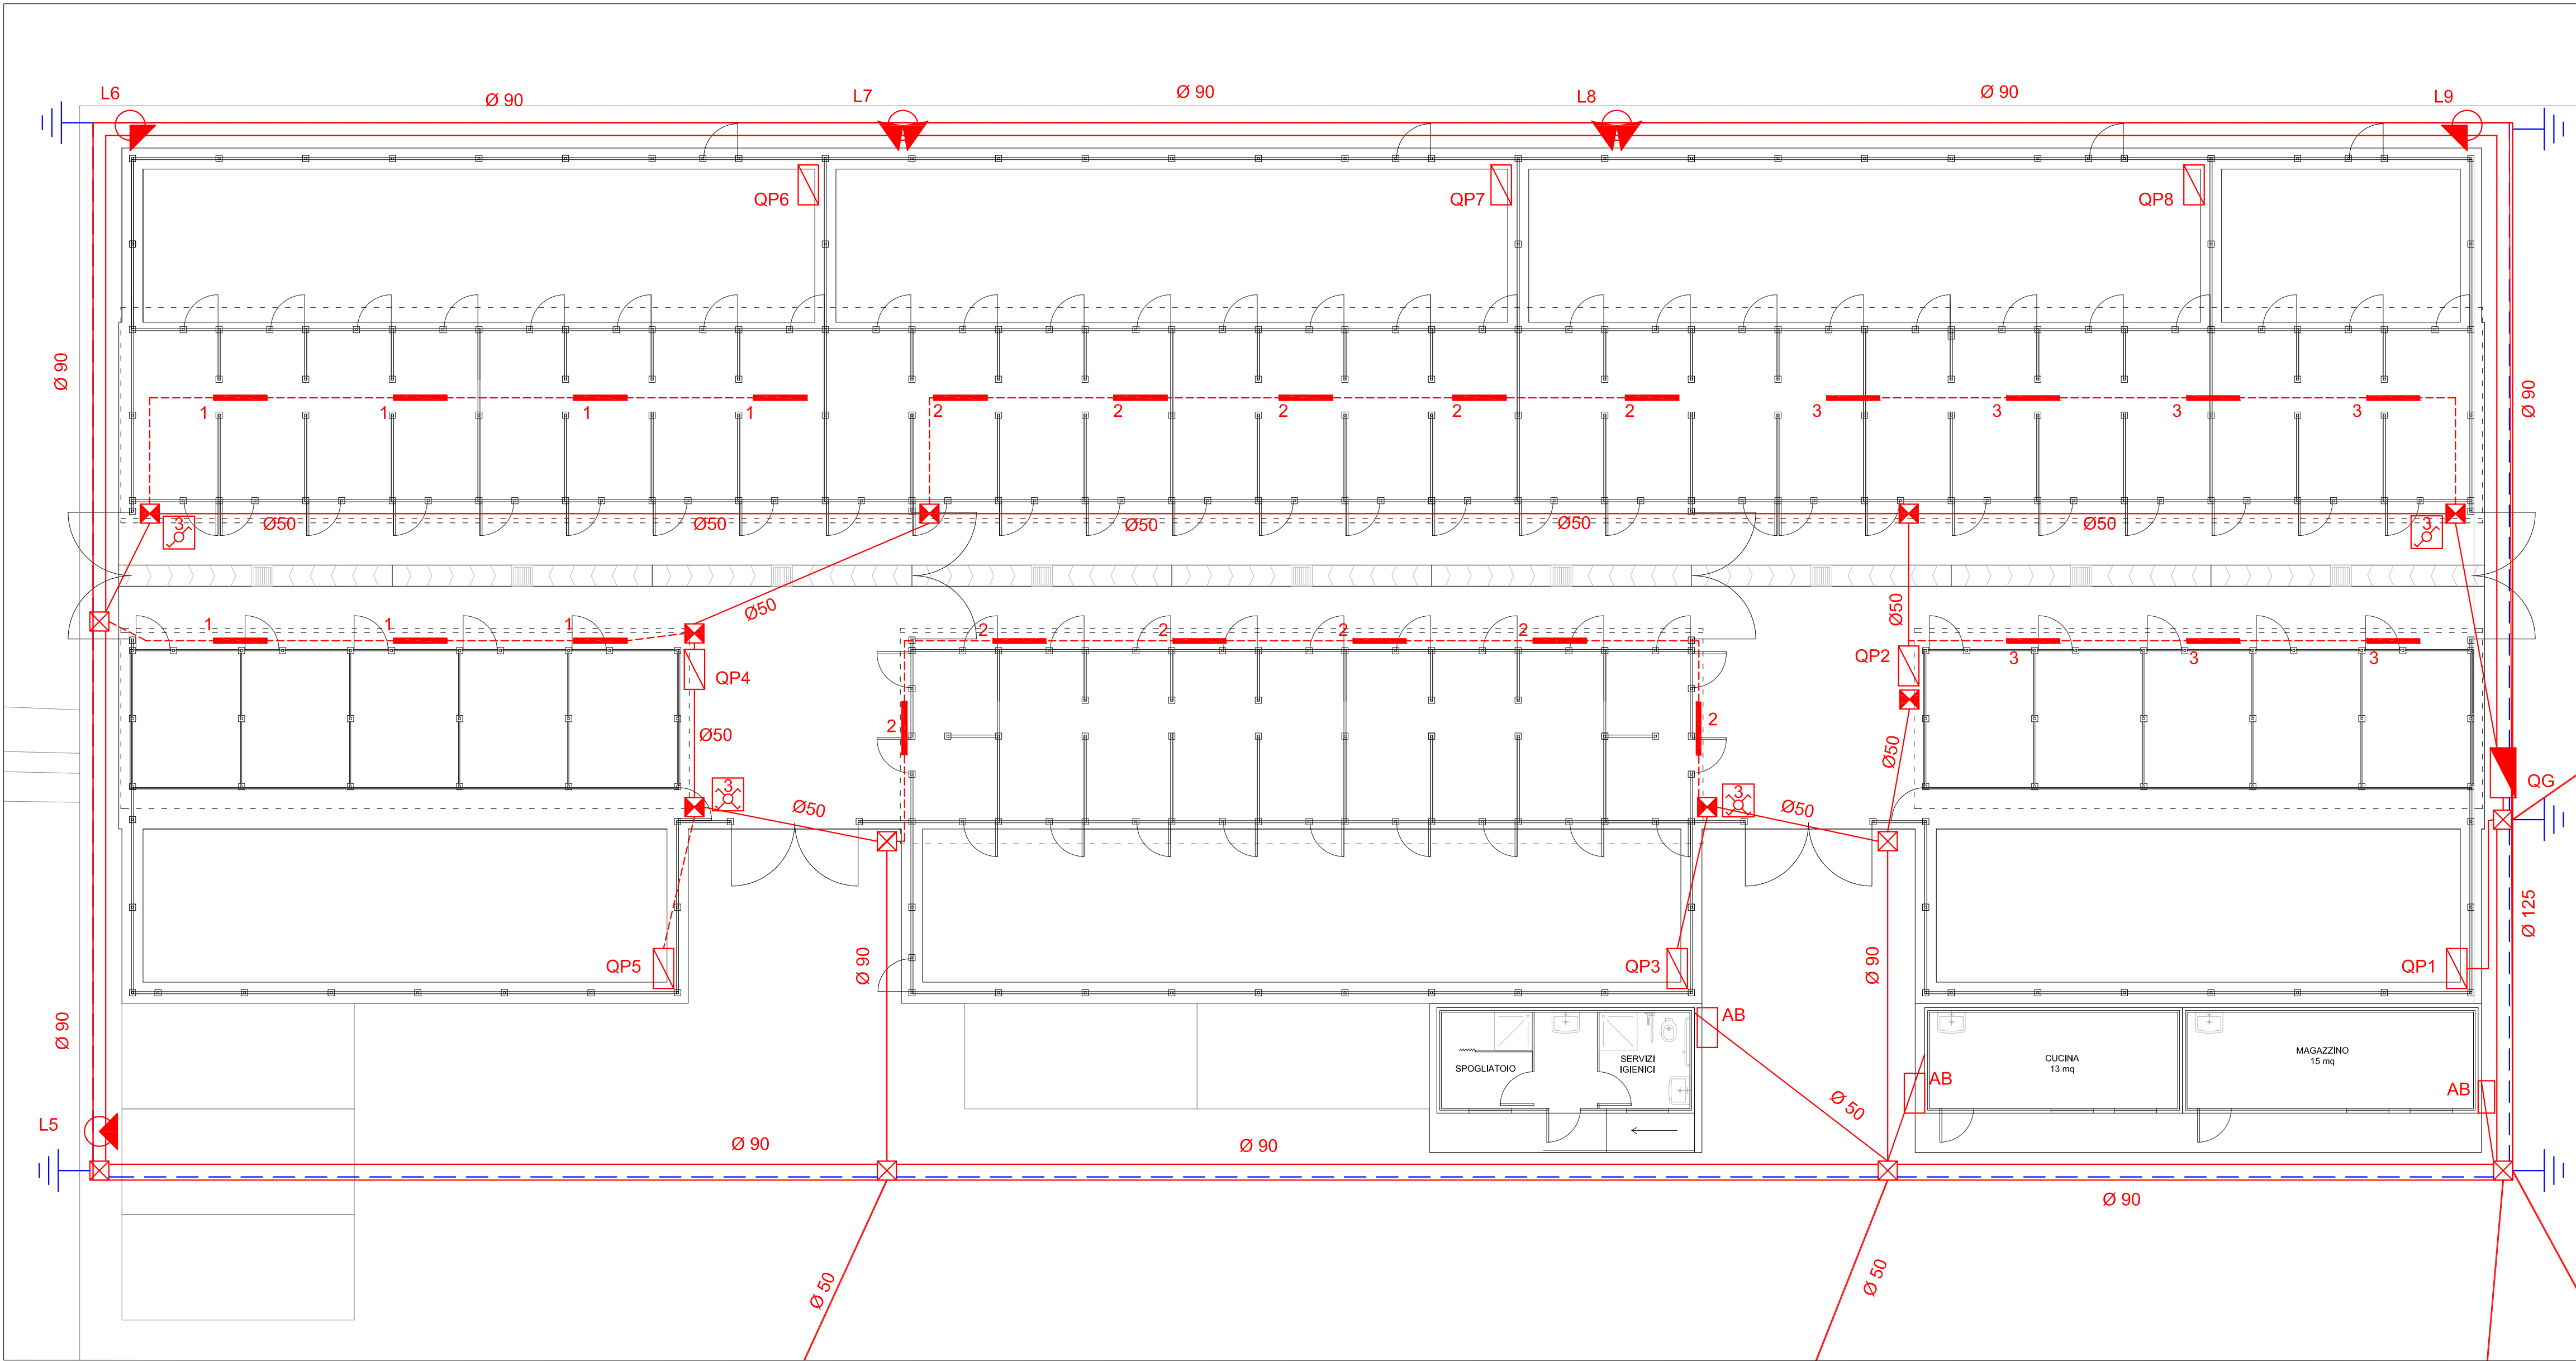 L6
Ø 90
L7
Ø 90
L8
Ø 90
L9
QP6
QP7
QP8
Ø 90
Ø 90
1
1
1
1
2
2
2
2
2
3
3
3
3
3
Ø50
Ø50
Ø50
Ø50
Ø50
3
Ø50
Ø50
1
1
1
2
2
2
2
QP4
QP2
3
3
3
2
2
Ø50
Ø50
3
Ø50
3
Ø50
QG
Ø 125
QP5
Ø 90
QP3
Ø 90
QP1
Ø 90
AB
SPOGLIATOIO
SERVIZI
IGIENICI
CUCINA
13 mq
MAGAZZINO
15 mq
AB
AB
L5
Ø 50
Ø 90
Ø 90
Ø 90
Ø 50
Ø 50